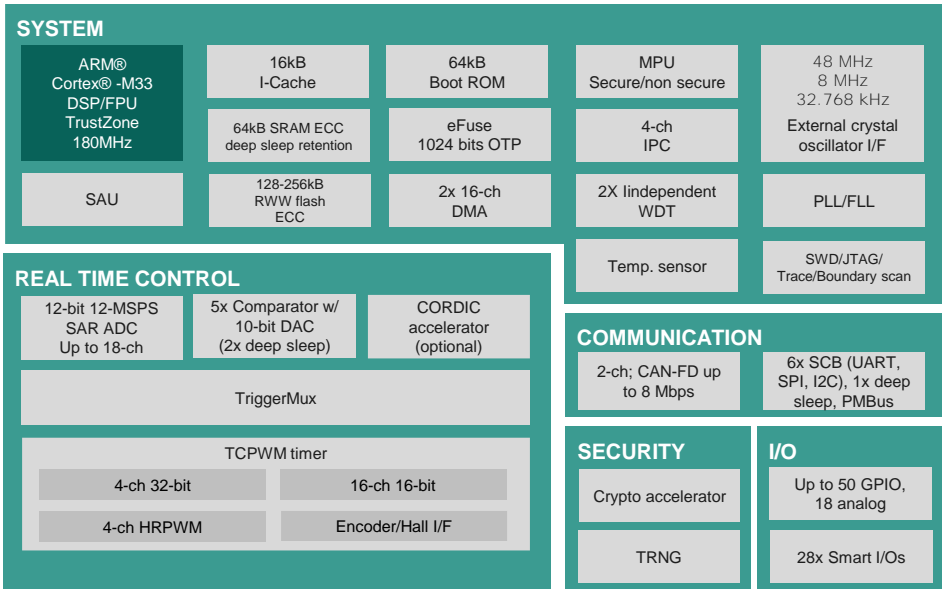 SYSTEM
ARM®
Cortex® -M33
DSP/FPU
TrustZone
180MHz
16kB
I-Cache
64kB
Boot ROM
MPU
Secure/non secure
48 MHz
8 MHz
32.768 kHz
External crystal
oscillator I/F
64kB SRAM ECC
deep sleep retention
eFuse
1024 bits OTP
4-ch
IPC
SAU
128-256kB
RWW flash
ECC
2x 16-ch
DMA
2X Iindependent
WDT
PLL/FLL
Temp. sensor
SWD/JTAG/
Trace/Boundary scan
REAL TIME CONTROL
12-bit 12-MSPS
SAR ADC
Up to 18-ch
5x Comparator w/
10-bit DAC
(2x deep sleep)
CORDIC
accelerator
(optional)
TriggerMux
TCPWM timer
4-ch 32-bit
16-ch 16-bit
4-ch HRPWM
Encoder/Hall I/F
COMMUNICATION
2-ch; CAN-FD up
to 8 Mbps
6x SCB (UART,
SPI, I2C), 1x deep
sleep, PMBus
SECURITY
Crypto accelerator
TRNG
I/O
Up to 50 GPIO,
18 analog
28x Smart I/Os